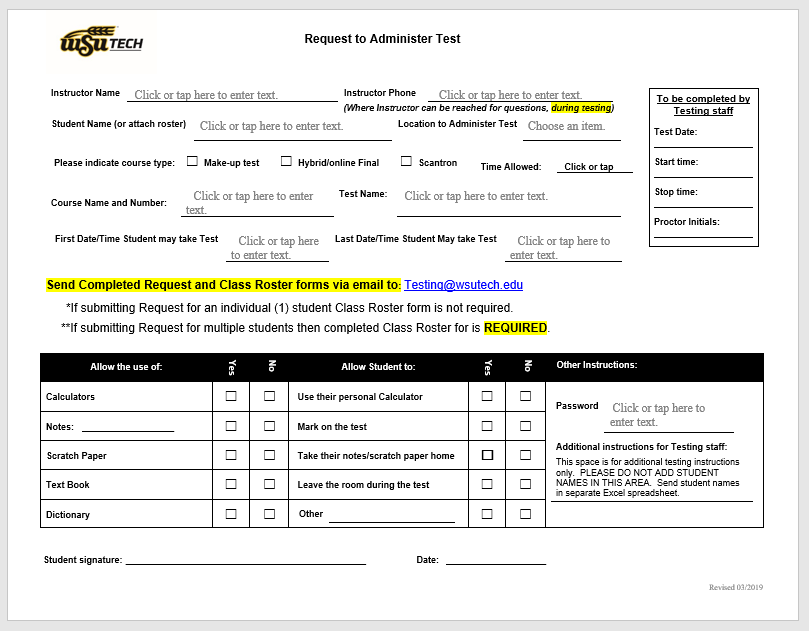 WSU TECH
Request to Administer Test
Instructor Name Click or tap here to enter text. Instructor Phone Click or tap here to enter text.
(Where Instructor can be reached for questions, during testing)
Student Name (or attach roster) Click or tap here to enter text. Location to Administer Test Choose an item.
Please indicate course type: ☐ Make-up test ☐ Hybrid/online Final ☐ Scantron Time Allowed: Click or tap
Course Name and Number: Click or tap here to enter text. Test Name: Click or tap here to enter text.
First Date/Time Student may take Test Click or tap here to enter text. Last Date/Time Student May take Test Click or tap here to enter text.
To be completed by
Testing staff
Test Date:
Start time:
Stop time:
Proctor Initials:
Send Completed Request and Class Roster forms via email to: Testing@wsutech.edu
*If submitting Request for an individual (1) student Class Roster form is not required.
**If submitting Request for multiple students then completed Class Roster for is REQUIRED.
Allow the use of: Yes No Allow Student to: Yes No Other Instructions:
Calculators ☐ ☐ Use their personal Calculator ☐ ☐
Notes: ☐ ☐ Mark on the test ☐ ☐
Scratch Paper ☐ ☐ Take their notes/scratch paper home ☐ ☐
Text Book ☐ ☐ Leave the room during the test ☐ ☐
Dictionary ☐ ☐ Other ☐ ☐
Password Click or tap here to
enter text.
Additional instructions for Testing staff:
This space is for additional testing instructions
only. PLEASE DO NOT ADD STUDENT
NAMES IN THIS AREA. Send student names
in separate Excel spreadsheet.
Student signature: Date:
Revised 03/2019